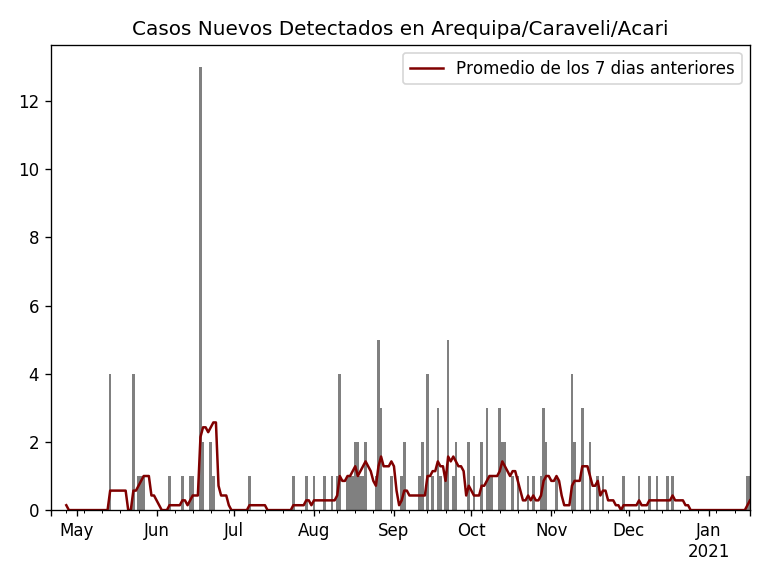 Casos Nuevos Detectados en Arequipa/Caraveli/Acari
Promedio de los 7 dias anteriores
12
10
8
6
4
2
0
May Jun Jul Aug Sep Oct Nov Dec Jan
2021